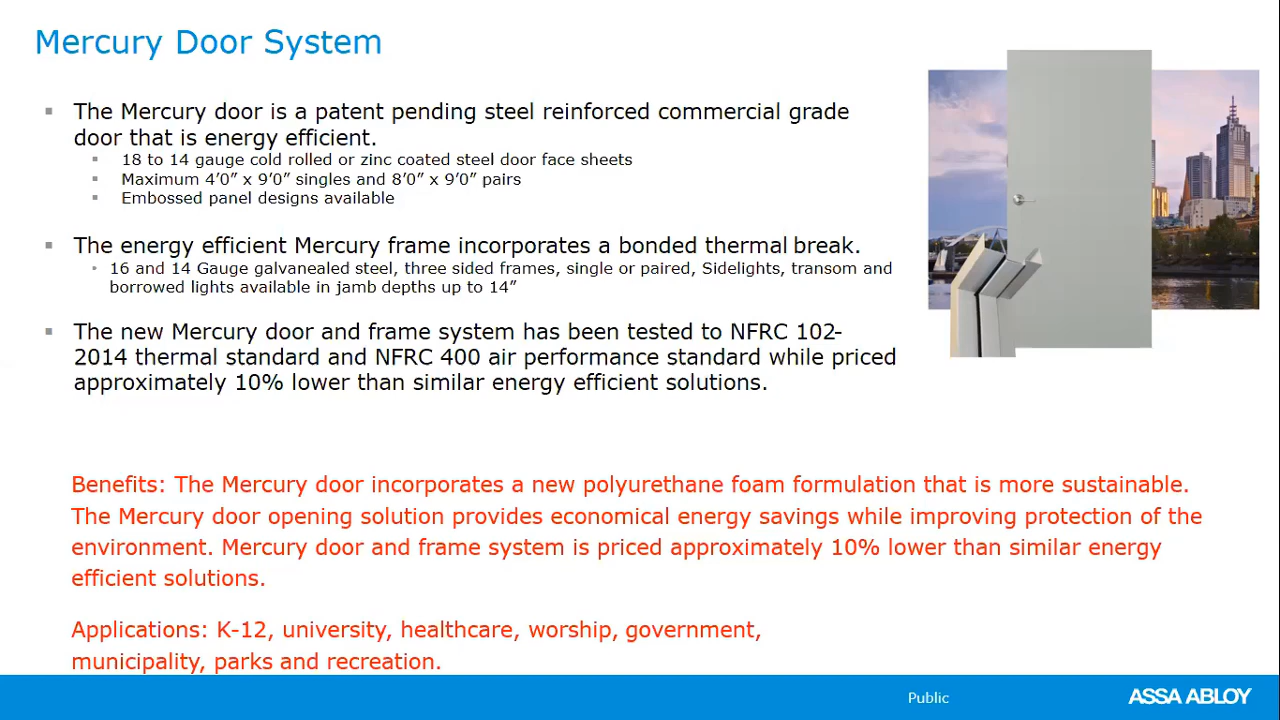 Mercury Door System
The Mercury door is a patent pending steel reinforced commercial grade
door that is energy efficient.
18 to 14 gauge cold rolled or zinc coated steel door face sheets
Maximum 4’0” x 9’0” singles and 8’0” x 9’0” pairs
Embossed panel designs available
The energy efficient Mercury frame incorporates a bonded thermal break.
16 and 14 Gauge galvanealed steel, three sided frames, single or paired, Sidelights, transom and
borrowed lights available in jamb depths up to 14”
The new Mercury door and frame system has been tested to NFRC 102-
2014 thermal standard and NFRC 400 air performance standard while priced
approximately 10% lower than similar energy efficient solutions.
Benefits: The Mercury door incorporates a new polyurethane foam formulation that is more sustainable.
The Mercury door opening solution provides economical energy savings while improving protection of the
environment. Mercury door and frame system is priced approximately 10% lower than similar energy
efficient solutions.
Applications: K-12, university, healthcare, worship, government,
municipality, parks and recreation.
Public
ASSA ABLOY